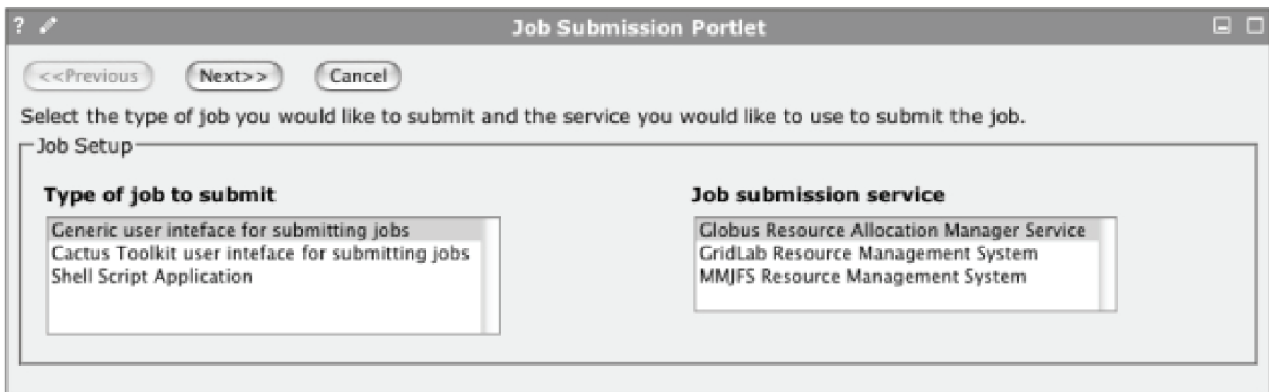 ? Job Submission Portlet
<<Previous Next>> Cancel
Select the type of job you would like to submit and the service you would like to use to submit the job.
Job Setup
Type of job to submit
Generic user inteface for submitting jobs
Cactus Toolkit user inteface for submitting jobs
Shell Script Application
Job submission service
Globus Resource Allocation Manager Service
GridLab Resource Management System
MMJFS Resource Management System